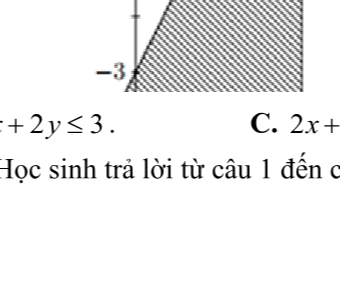 −3
+ 2y ≤ 3 .
C. 2x +
Học sinh trả lời từ câu 1 đến